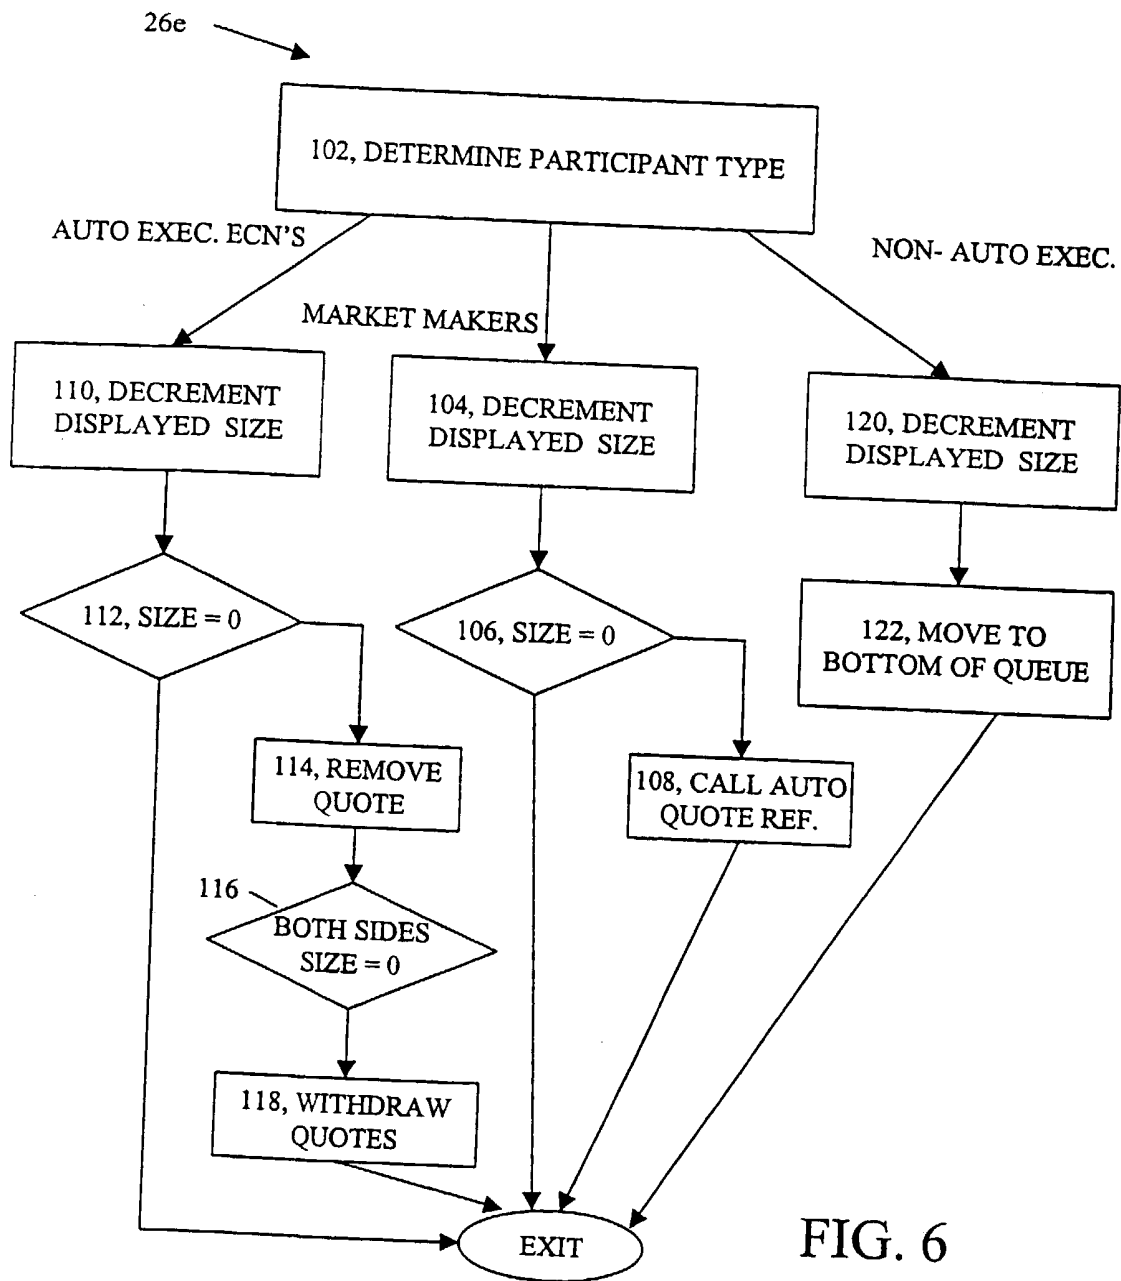 26e
102, DETERMINE PARTICIPANT TYPE
AUTO EXEC. ECN'S
NON- AUTO EXEC.
MARKET MAKERS
110, DECREMENT
DISPLAYED SIZE
104, DECREMENT
DISPLAYED SIZE
120, DECREMENT
DISPLAYED SIZE
112, SIZE = 0
106, SIZE = 0
122, MOVE TO
BOTTOM OF QUEUE
114, REMOVE
QUOTE
108, CALL AUTO
QUOTE REF.
116
BOTH SIDES
SIZE = 0
118, WITHDRAW
QUOTES
EXIT
FIG. 6